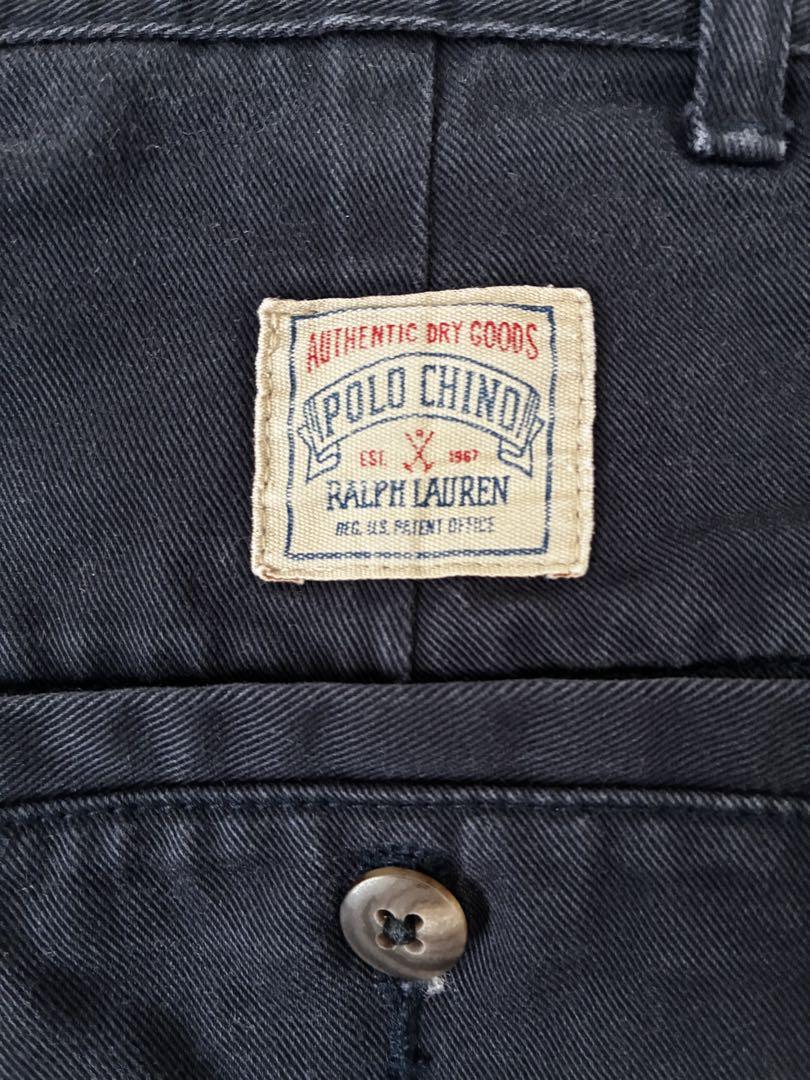 AUTHENTIC DRY GOODS
POLO CHINO
EST. 1967
RALPH LAUREN
REG. U.S. PATENT OFFICE